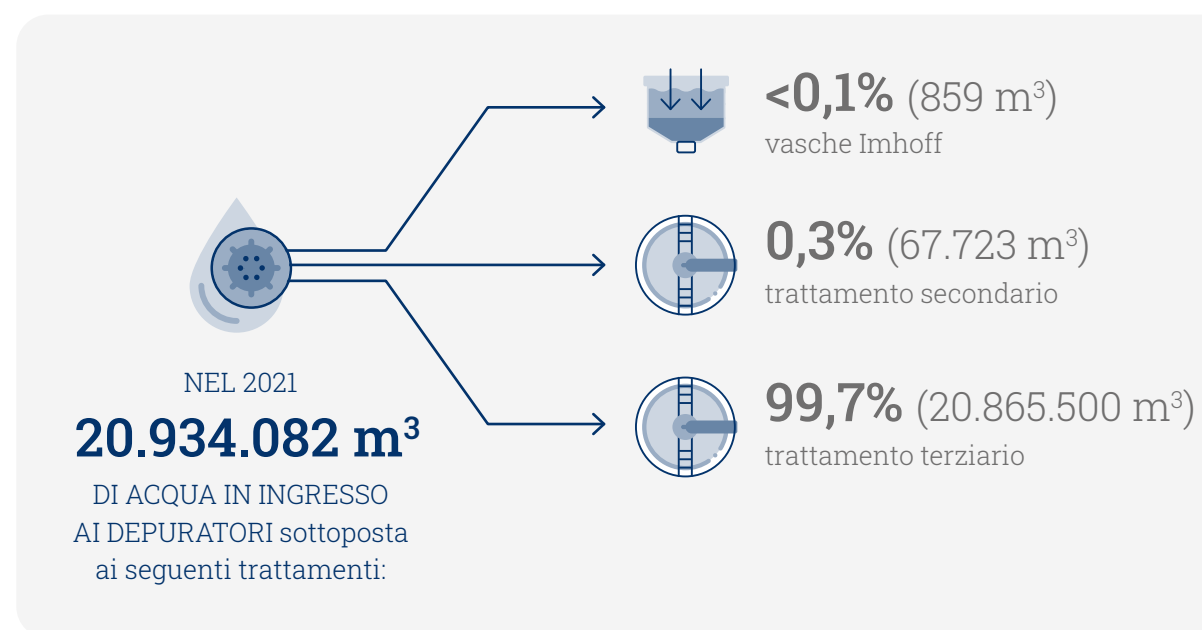 NEL 2021
20.934.082 m³
DI ACQUA IN INGRESSO
AI DEPURATORI sottoposta
ai seguenti trattamenti:
<0,1% (859 m³)
vasche Imhoff
0,3% (67.723 m³)
trattamento secondario
99,7% (20.865.500 m³)
trattamento terziario